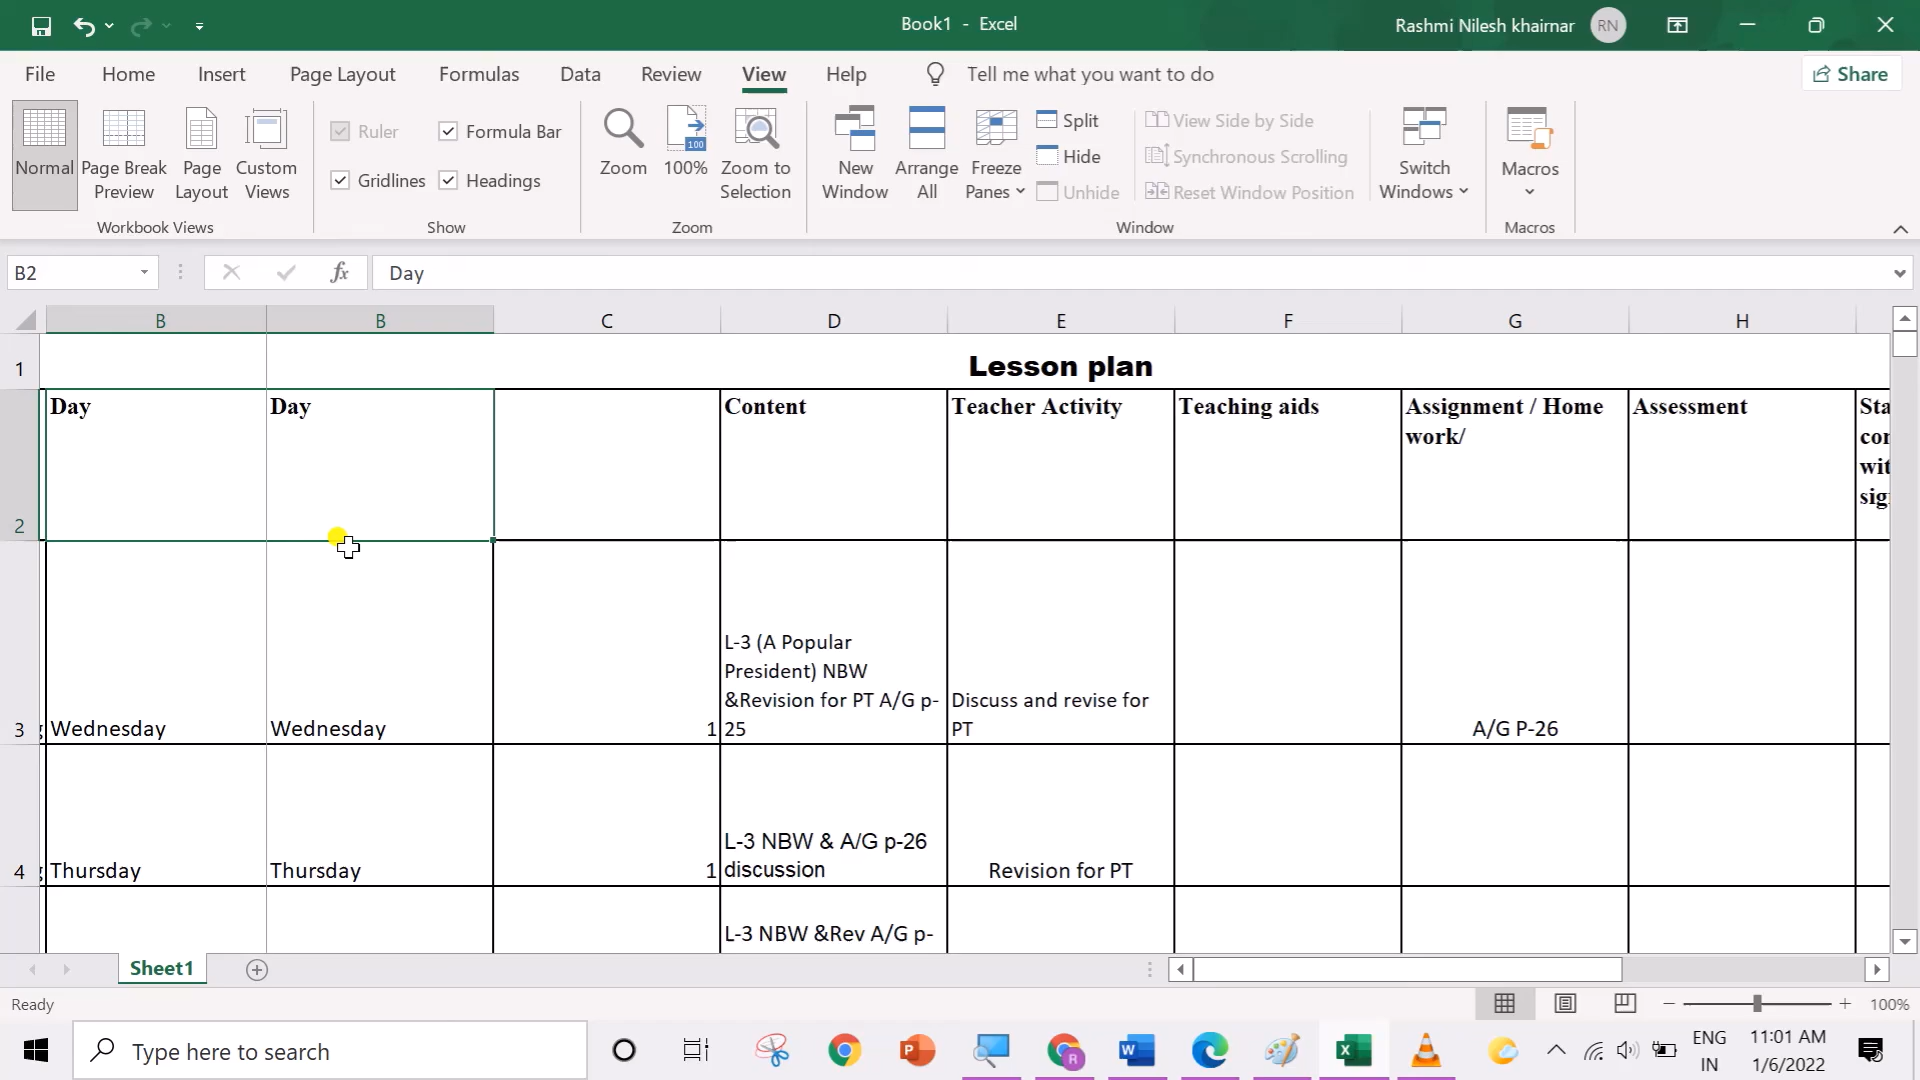 Book1 - Excel
Rashmi Nilesh khairnar
RN
File
Home
Insert
Page Layout
Formulas
Data
Review
View
Help
Tell me what you want to do
Share
Normal
Page Break
Preview
Page
Layout
Custom
Views
Workbook Views
Ruler
Formula Bar
Gridlines
Headings
Show
Zoom
100
100%
Zoom to
Selection
Zoom
New
Window
Arrange
All
Freeze
Panes
Split
Hide
Unhide
View Side by Side
Synchronous Scrolling
Reset Window Position
Window
Switch
Windows
Macros
Macros
B2
fx
Day
B
B
C
D
E
F
G
H
1
Lesson plan
2
Day
Day
Content
Teacher Activity
Teaching aids
Assignment / Home
work/
Assessment
Sta
cor
wit
sig
3
Wednesday
Wednesday
1
L-3 (A Popular
President) NBW
&Revision for PT A/G p-
25
Discuss and revise for
PT
A/G P-26
4
Thursday
Thursday
1
L-3 NBW & A/G p-26
discussion
Revision for PT
L-3 NBW &Rev A/G p-
Sheet1
Ready
100%
Type here to search
ENG
IN
11:01 AM
1/6/2022